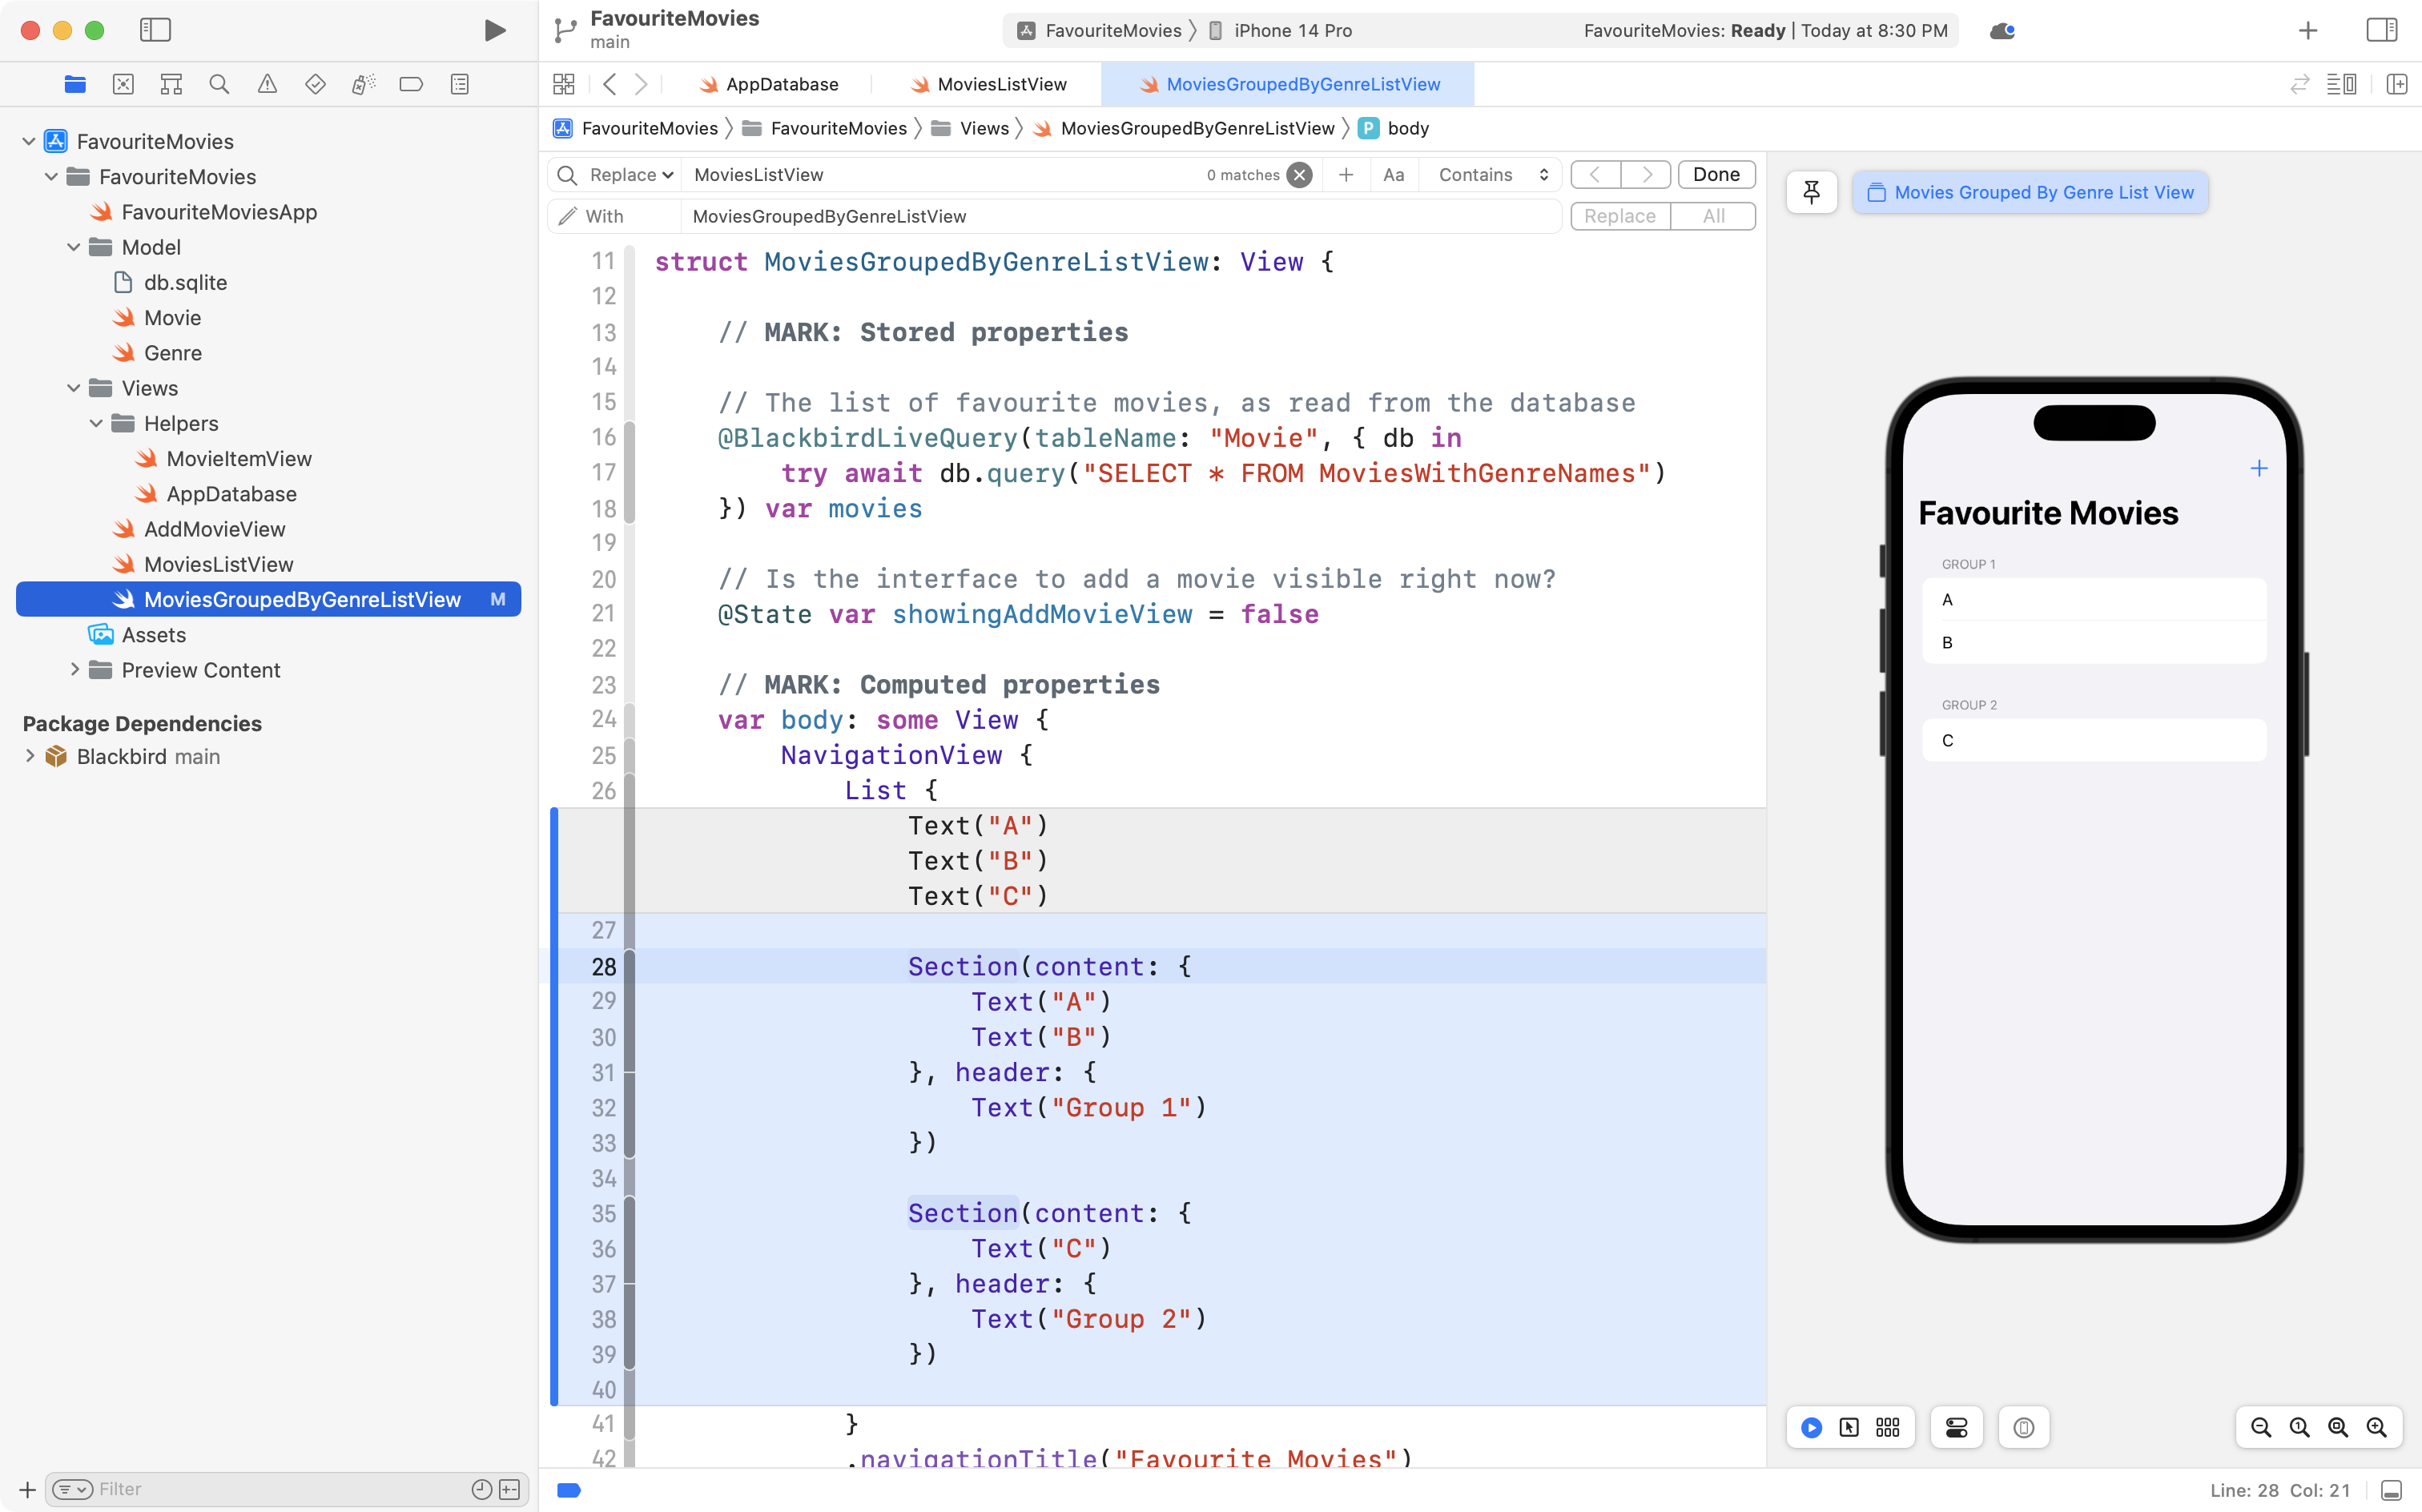 FavouriteMovies
main
FavouriteMovies
iPhone 14 Pro
FavouriteMovies: Ready | Today at 8:30 PM
AppDatabase
MoviesListView
MoviesGroupedByGenreListView
FavouriteMovies
FavouriteMovies
Views
MoviesGroupedByGenreListView
P
body
FavouriteMovies
FavouriteMovies
FavouriteMoviesApp
Model
db.sqlite
Movie
Genre
Views
Helpers
MovieItemView
AppDatabase
AddMovieView
MoviesListView
MoviesGroupedByGenreListView M
Assets
Preview Content
Package Dependencies
Blackbird main
Filter
Replace
MoviesListView
0 matches
Aa
Contains
Done
With
MoviesGroupedByGenreListView
Replace
All
11 struct MoviesGroupedByGenreListView: View {
12
13 // MARK: Stored properties
14
15 // The list of favourite movies, as read from the database
16 @BlackbirdLiveQuery(tableName: "Movie", { db in
17 try await db.query("SELECT * FROM MoviesWithGenreNames")
18 }) var movies
19
20 // Is the interface to add a movie visible right now?
21 @State var showingAddMovieView = false
22
23 // MARK: Computed properties
24 var body: some View {
25 NavigationView {
26 List {
Text("A")
Text("B")
Text("C")
27
28 Section(content: {
29 Text("A")
30 Text("B")
31 }, header: {
32 Text("Group 1")
33 })
34
35 Section(content: {
36 Text("C")
37 }, header: {
38 Text("Group 2")
39 })
40
41 }
42 .navigationTitle("Favourite Movies")
Movies Grouped By Genre List View
Favourite Movies
GROUP 1
A
B
GROUP 2
C
Line: 28 Col: 21